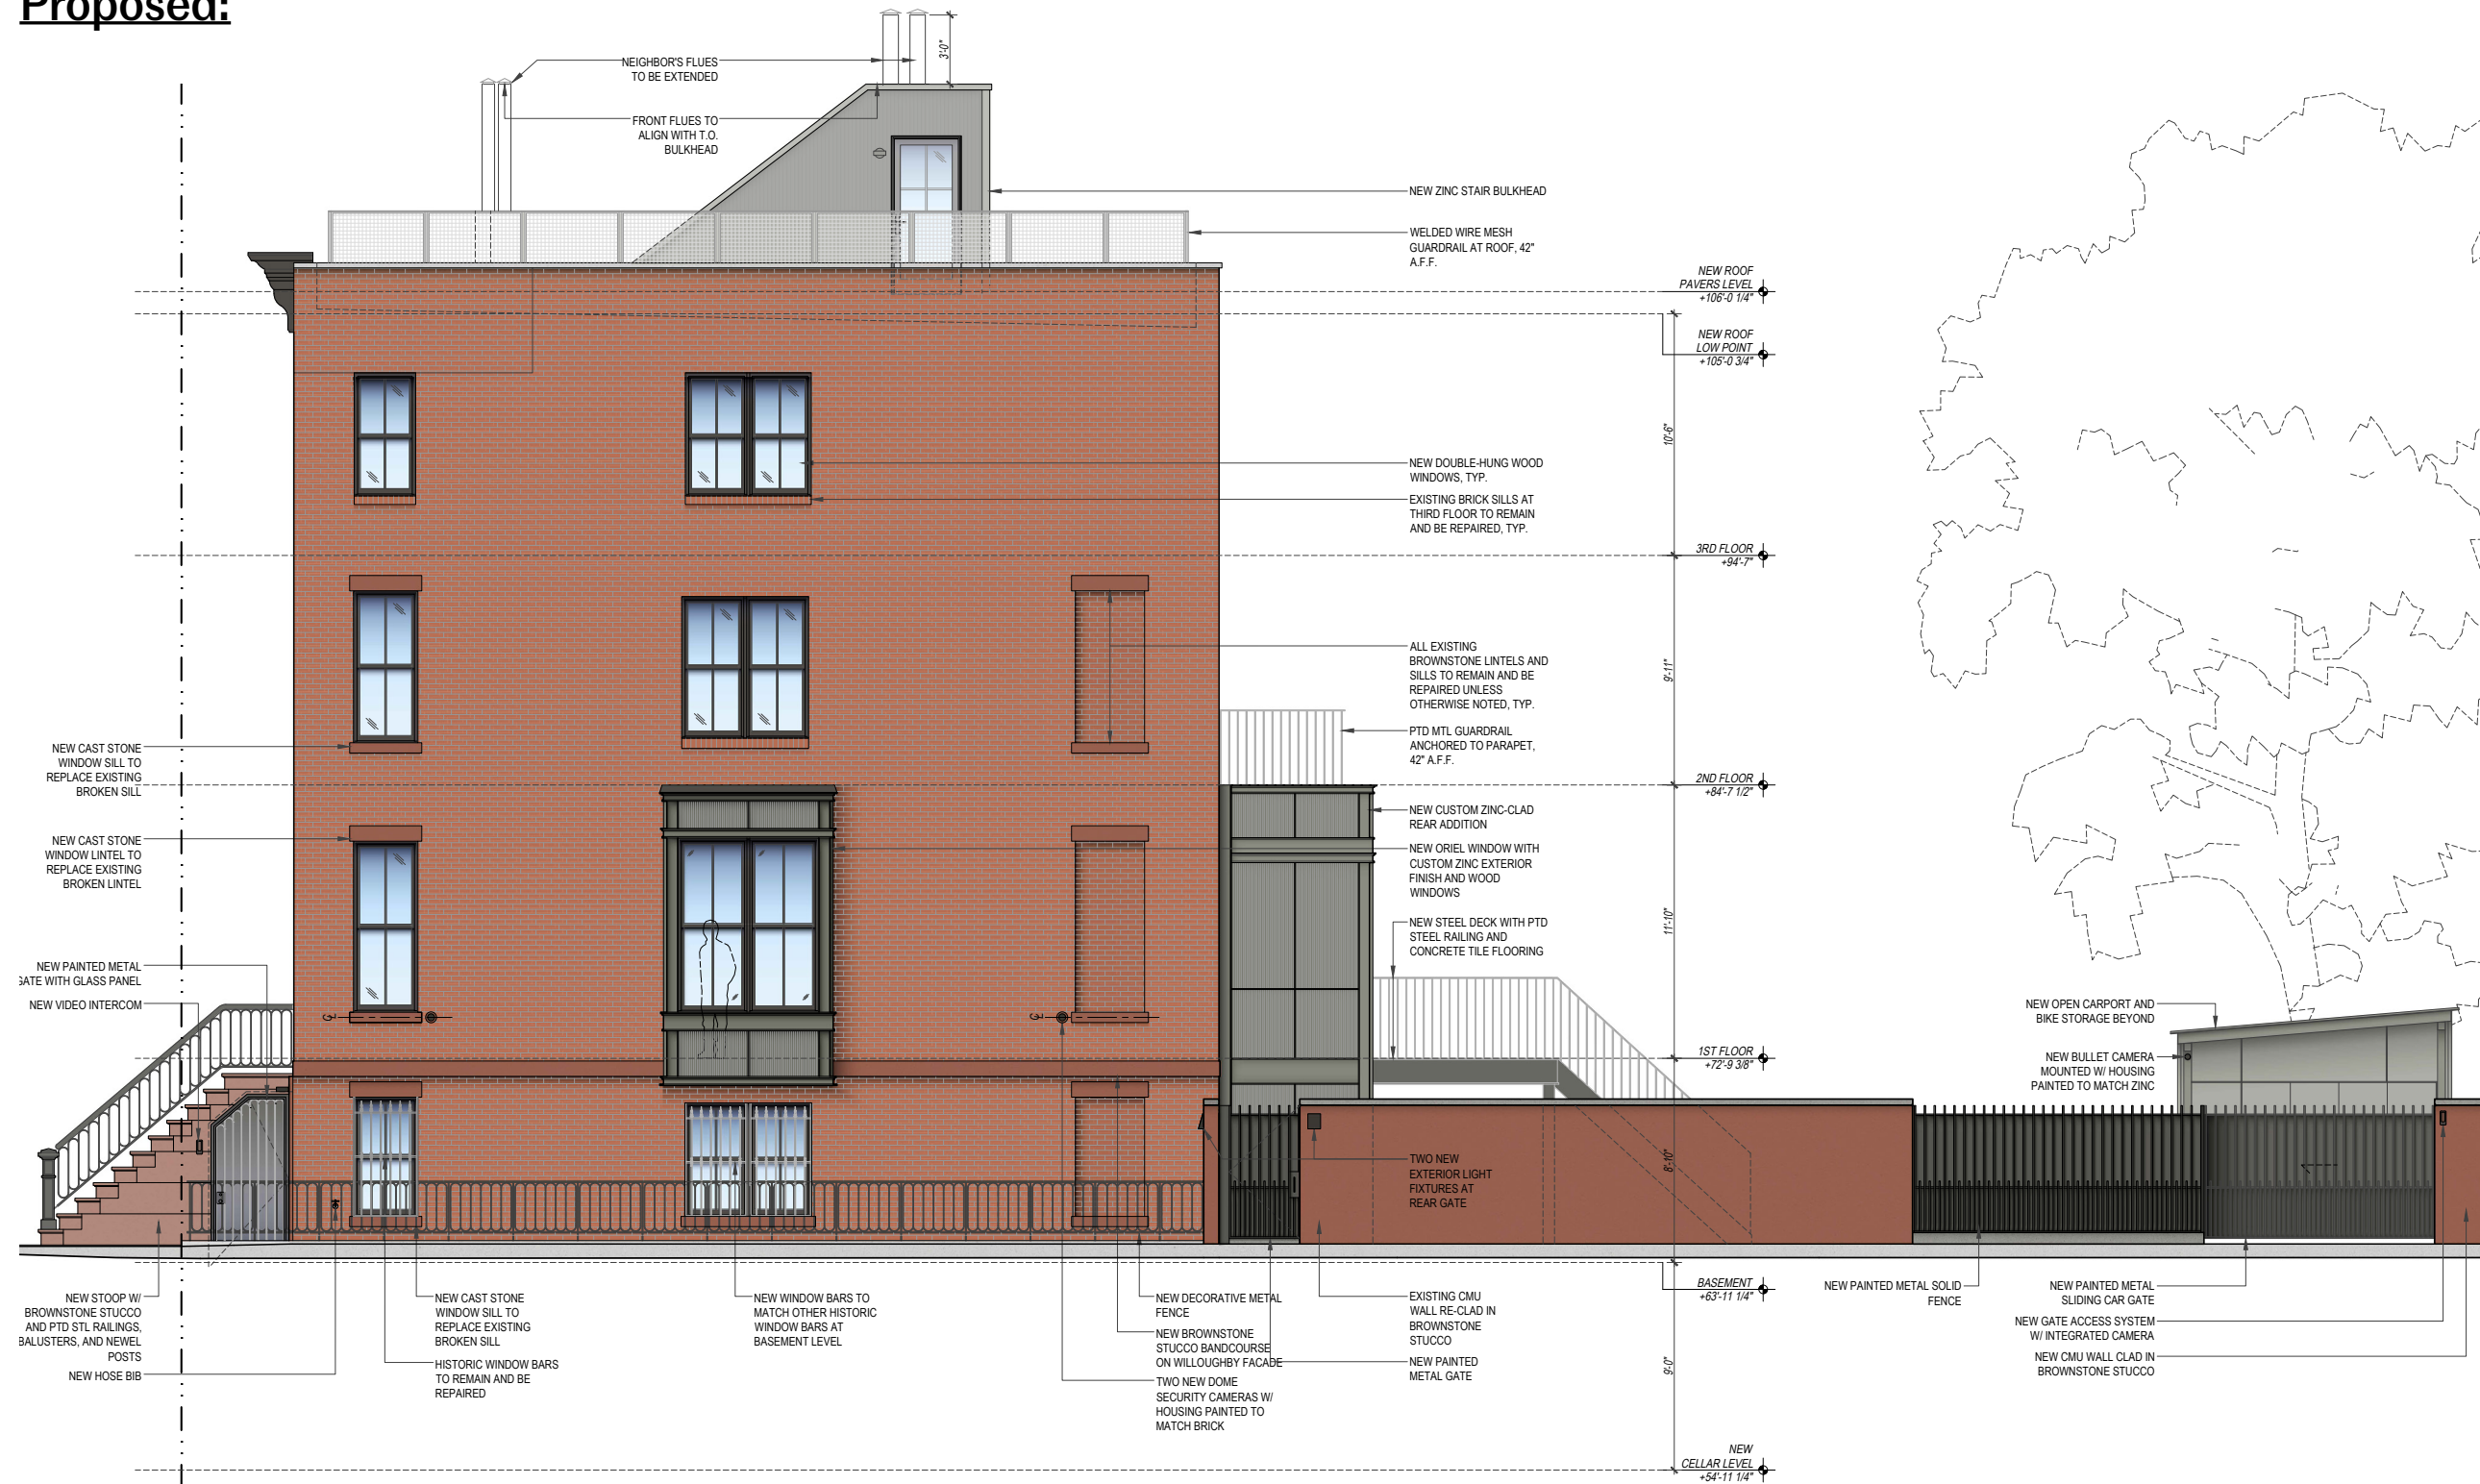 Proposed:
NEIGHBOR'S FLUES
TO BE EXTENDED
3'-0"
FRONT FLUES TO
ALIGN WITH T.O.
BULKHEAD
NEW ZINC STAIR BULKHEAD
WELDED WIRE MESH
GUARDRAIL AT ROOF, 42"
A.F.F.
NEW ROOF
PAVERS LEVEL
+106'-0 1/4"
NEW ROOF
LOW POINT
+105'-0 3/4"
10'-6"
NEW DOUBLE-HUNG WOOD
WINDOWS, TYP.
EXISTING BRICK SILLS AT
THIRD FLOOR TO REMAIN
AND BE REPAIRED, TYP.
3RD FLOOR
+94'-7"
ALL EXISTING
BROWNSTONE LINTELS AND
SILLS TO REMAIN AND BE
REPAIRED UNLESS
OTHERWISE NOTED, TYP.
9'-11"
PTD MTL GUARDRAIL
ANCHORED TO PARAPET,
42" A.F.F.
NEW CAST STONE
WINDOW SILL TO
REPLACE EXISTING
BROKEN SILL
2ND FLOOR
+84'-7 1/2"
NEW CUSTOM ZINC-CLAD
REAR ADDITION
NEW CAST STONE
WINDOW LINTEL TO
REPLACE EXISTING
BROKEN LINTEL
NEW ORIEL WINDOW WITH
CUSTOM ZINC EXTERIOR
FINISH AND WOOD
WINDOWS
NEW STEEL DECK WITH PTD
STEEL RAILING AND
CONCRETE TILE FLOORING
11'-10"
NEW PAINTED METAL
GATE WITH GLASS PANEL
NEW VIDEO INTERCOM
CL
CL
NEW OPEN CARPORT AND
BIKE STORAGE BEYOND
1ST FLOOR
+72'-9 3/8"
NEW BULLET CAMERA
MOUNTED W/ HOUSING
PAINTED TO MATCH ZINC
TWO NEW
EXTERIOR LIGHT
FIXTURES AT
REAR GATE
8'-10"
NEW STOOP W/
BROWNSTONE STUCCO
AND PTD STL RAILINGS,
BALUSTERS, AND NEWEL
POSTS
NEW HOSE BIB
NEW CAST STONE
WINDOW SILL TO
REPLACE EXISTING
BROKEN SILL
HISTORIC WINDOW BARS
TO REMAIN AND BE
REPAIRED
NEW WINDOW BARS TO
MATCH OTHER HISTORIC
WINDOW BARS AT
BASEMENT LEVEL
NEW DECORATIVE METAL
FENCE
NEW BROWNSTONE
STUCCO BANDCOURSE
ON WILLOUGHBY FACADE
TWO NEW DOME
SECURITY CAMERAS W/
HOUSING PAINTED TO
MATCH BRICK
EXISTING CMU
WALL RE-CLAD IN
BROWNSTONE
STUCCO
NEW PAINTED
METAL GATE
BASEMENT
+63'-11 1/4"
9'-0"
NEW
CELLAR LEVEL
+54'-11 1/4"
NEW PAINTED METAL SOLID
FENCE
NEW PAINTED METAL
SLIDING CAR GATE
NEW GATE ACCESS SYSTEM
W/ INTEGRATED CAMERA
NEW CMU WALL CLAD IN
BROWNSTONE STUCCO